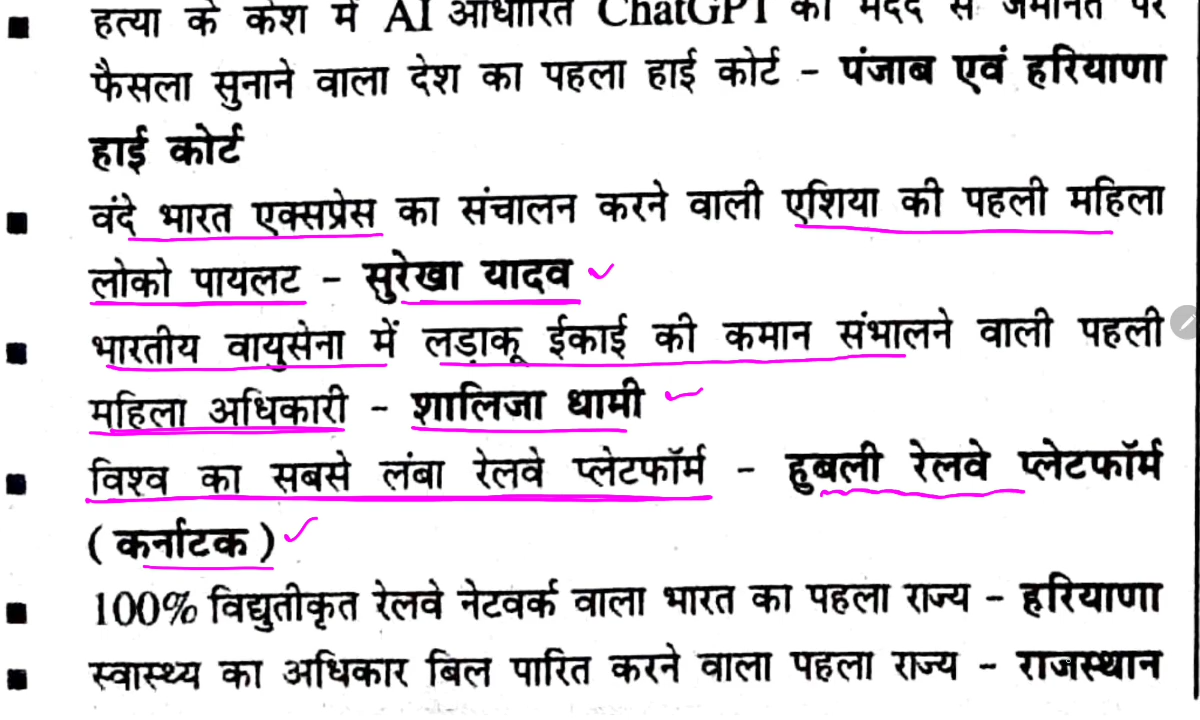 ■ हत्या के केश में AI आधारित ChatGPT की मदद से जमानत पर
फैसला सुनाने वाला देश का पहला हाई कोर्ट – पंजाब एवं हरियाणा
हाई कोर्ट
■ वंदे भारत एक्सप्रेस का संचालन करने वाली एशिया की पहली महिला
लोको पायलट – सुरेखा यादव
■ भारतीय वायुसेना में लड़ाकू ईकाई की कमान संभालने वाली पहली
महिला अधिकारी – शालिजा धामी
■ विश्व का सबसे लंबा रेलवे प्लेटफॉर्म – हुबली रेलवे प्लेटफॉर्म
(कर्नाटक)
■ 100% विद्युतीकृत रेलवे नेटवर्क वाला भारत का पहला राज्य – हरियाणा
■ स्वास्थ्य का अधिकार बिल पारित करने वाला पहला राज्य – राजस्थान